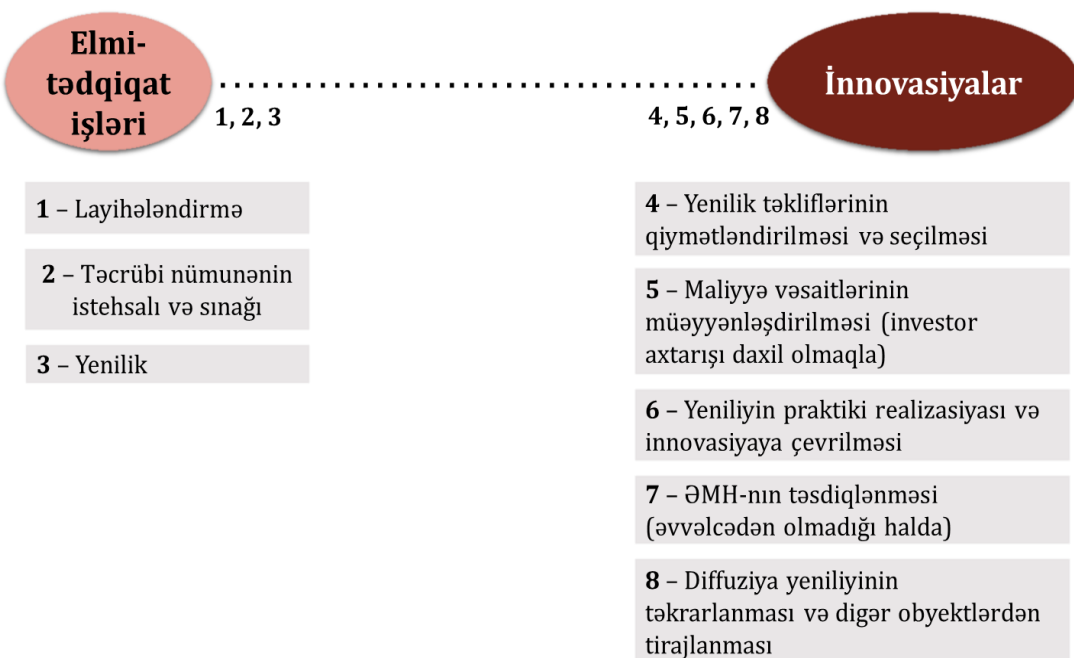 Elmi-
tədqiqat
işləri
İnnovasiyalar
1, 2, 3
4, 5, 6, 7, 8
1 – Layihələndirmə
2 – Təcrübi nümunənin
istehsalı və sınağı
3 – Yenilik
4 – Yenilik təkliflərinin
qiymətləndirilməsi və seçilməsi
5 – Maliyyə vəsaitlərinin
müəyyənləşdirilməsi (investor
axtarışı daxil olmaqla)
6 – Yeniliyin praktiki realizasiyası və
innovasiyaya çevrilməsi
7 – ƏMH-nın təsdiqlənməsi
(əvvəlcədən olmadığı halda)
8 – Diffuziya yeniliyinin
təkrarlanması və digər obyektlərdən
tirajlanması